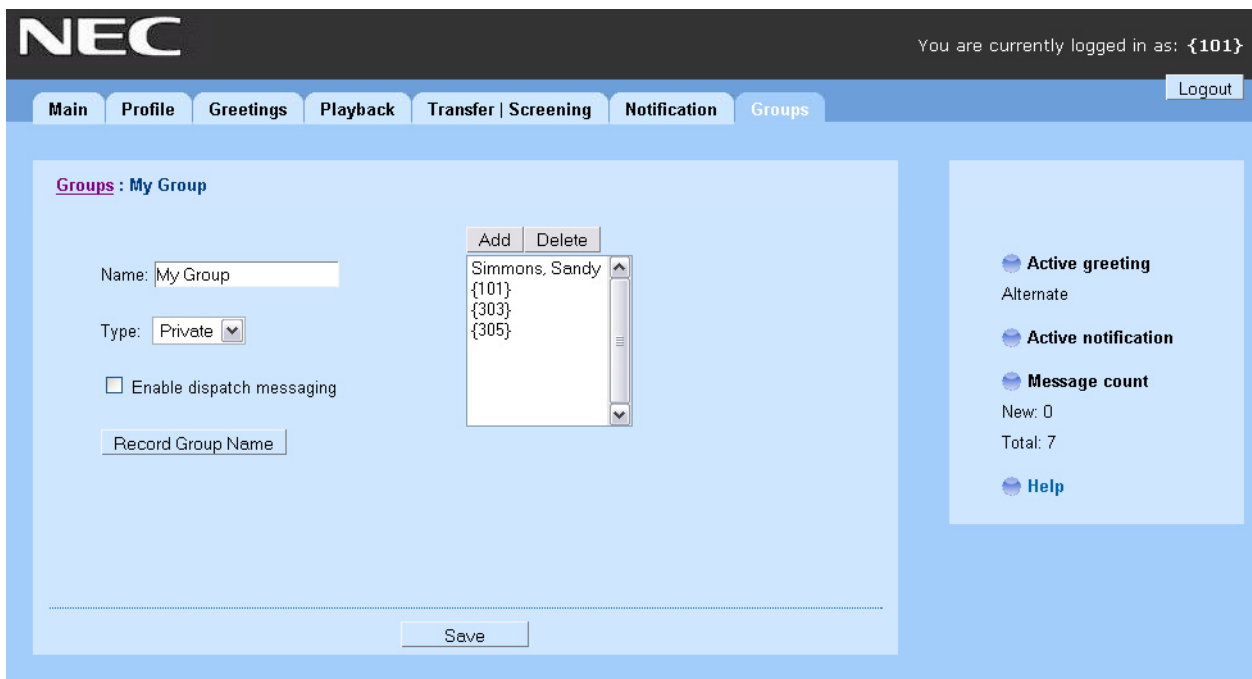 NEC
You are currently logged in as: {101}
Logout
Main Profile Greetings Playback Transfer | Screening Notification Groups
Groups : My Group
Add Delete
Name: My Group
Type: Private
Enable dispatch messaging
Record Group Name
Simmons, Sandy
{101}
{303}
{305}
Save
Active greeting
Alternate
Active notification
Message count
New: 0
Total: 7
Help